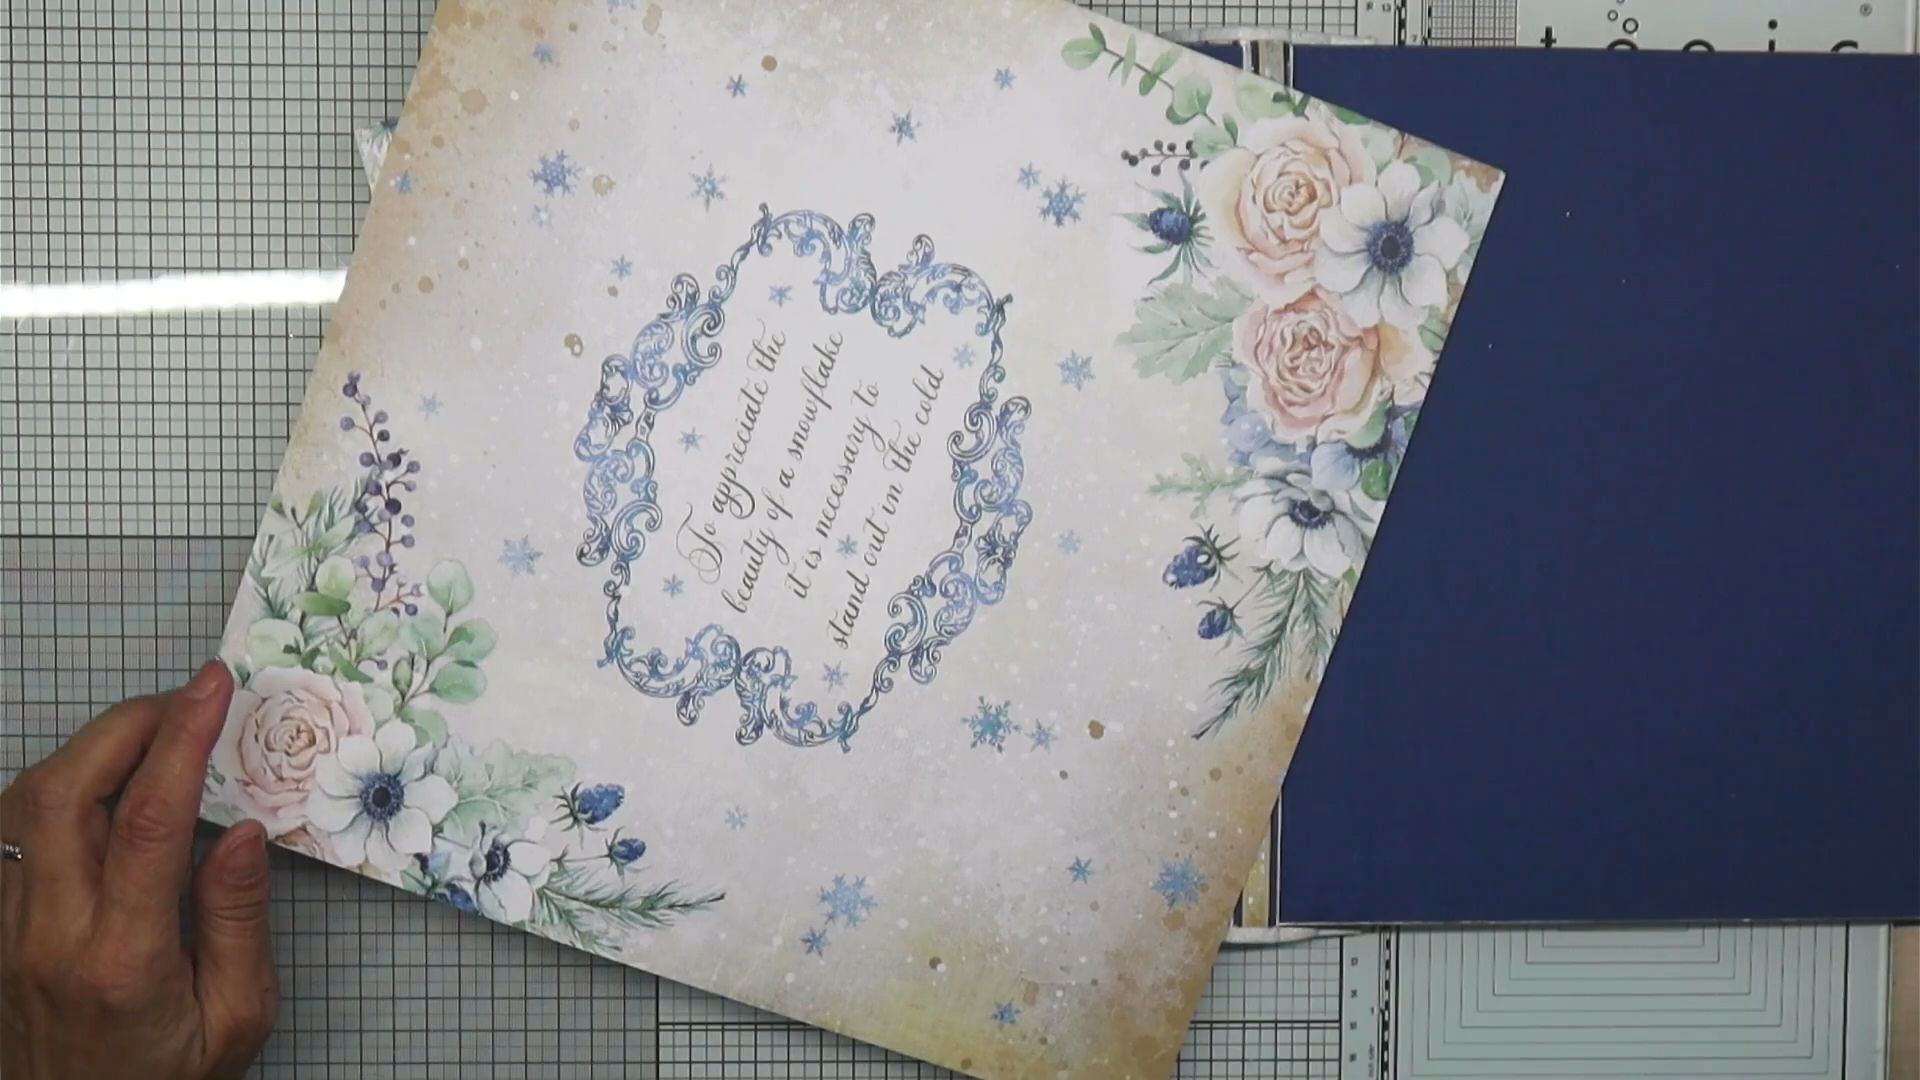 To appreciate the
beauty of a snowflake
it is necessary to
stand out in the cold